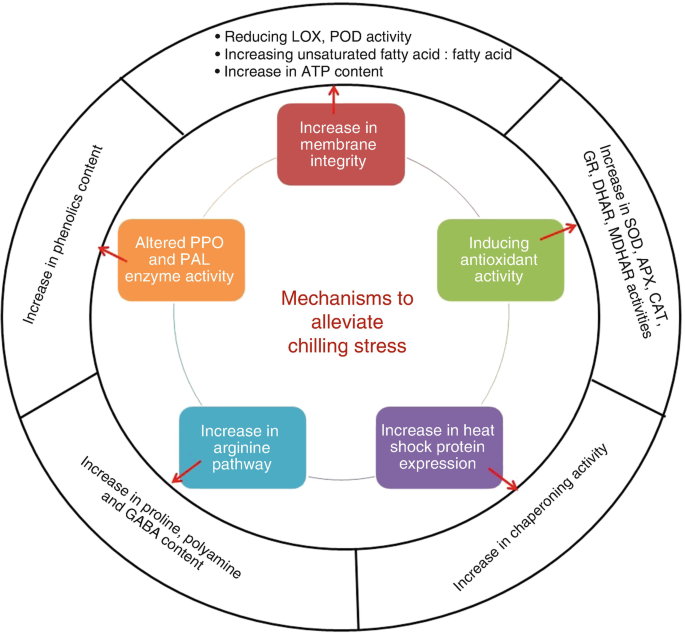 • Reducing LOX, POD activity
• Increasing unsaturated fatty acid : fatty acid
• Increase in ATP content
Increase in
membrane
integrity
Increase in SOD, APX, CAT,
GR, DHAR, MDHAR activities
Inducing
antioxidant
activity
Increase in phenolics content
Altered PPO
and PAL
enzyme activity
Mechanisms to
alleviate
chilling stress
Increase in
arginine
pathway
Increase in heat
shock protein
expression
Increase in proline, polyamine
and GABA content
Increase in chaperoning activity